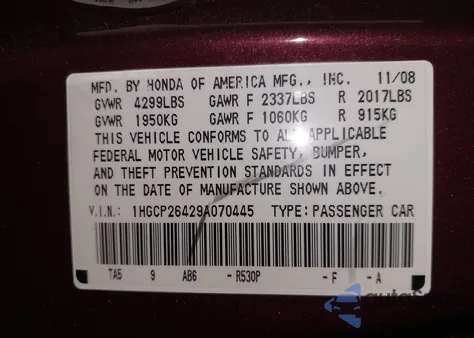 MFD. BY HONDA OF AMERICA MFG., INC. 11/08
GVWR 4299LBS GAWR F 2337LBS R 2017LBS
GVWR 1950KG GAWR F 1060KG R 915KG
THIS VEHICLE CONFORMS TO ALL APPLICABLE
FEDERAL MOTOR VEHICLE SAFETY, BUMPER,
AND THEFT PREVENTION STANDARDS IN EFFECT
ON THE DATE OF MANUFACTURE SHOWN ABOVE.
V.I.N.: 1HGCP26429A070445 TYPE: PASSENGER CAR
TA5 9 AB6 - R530P - F - A